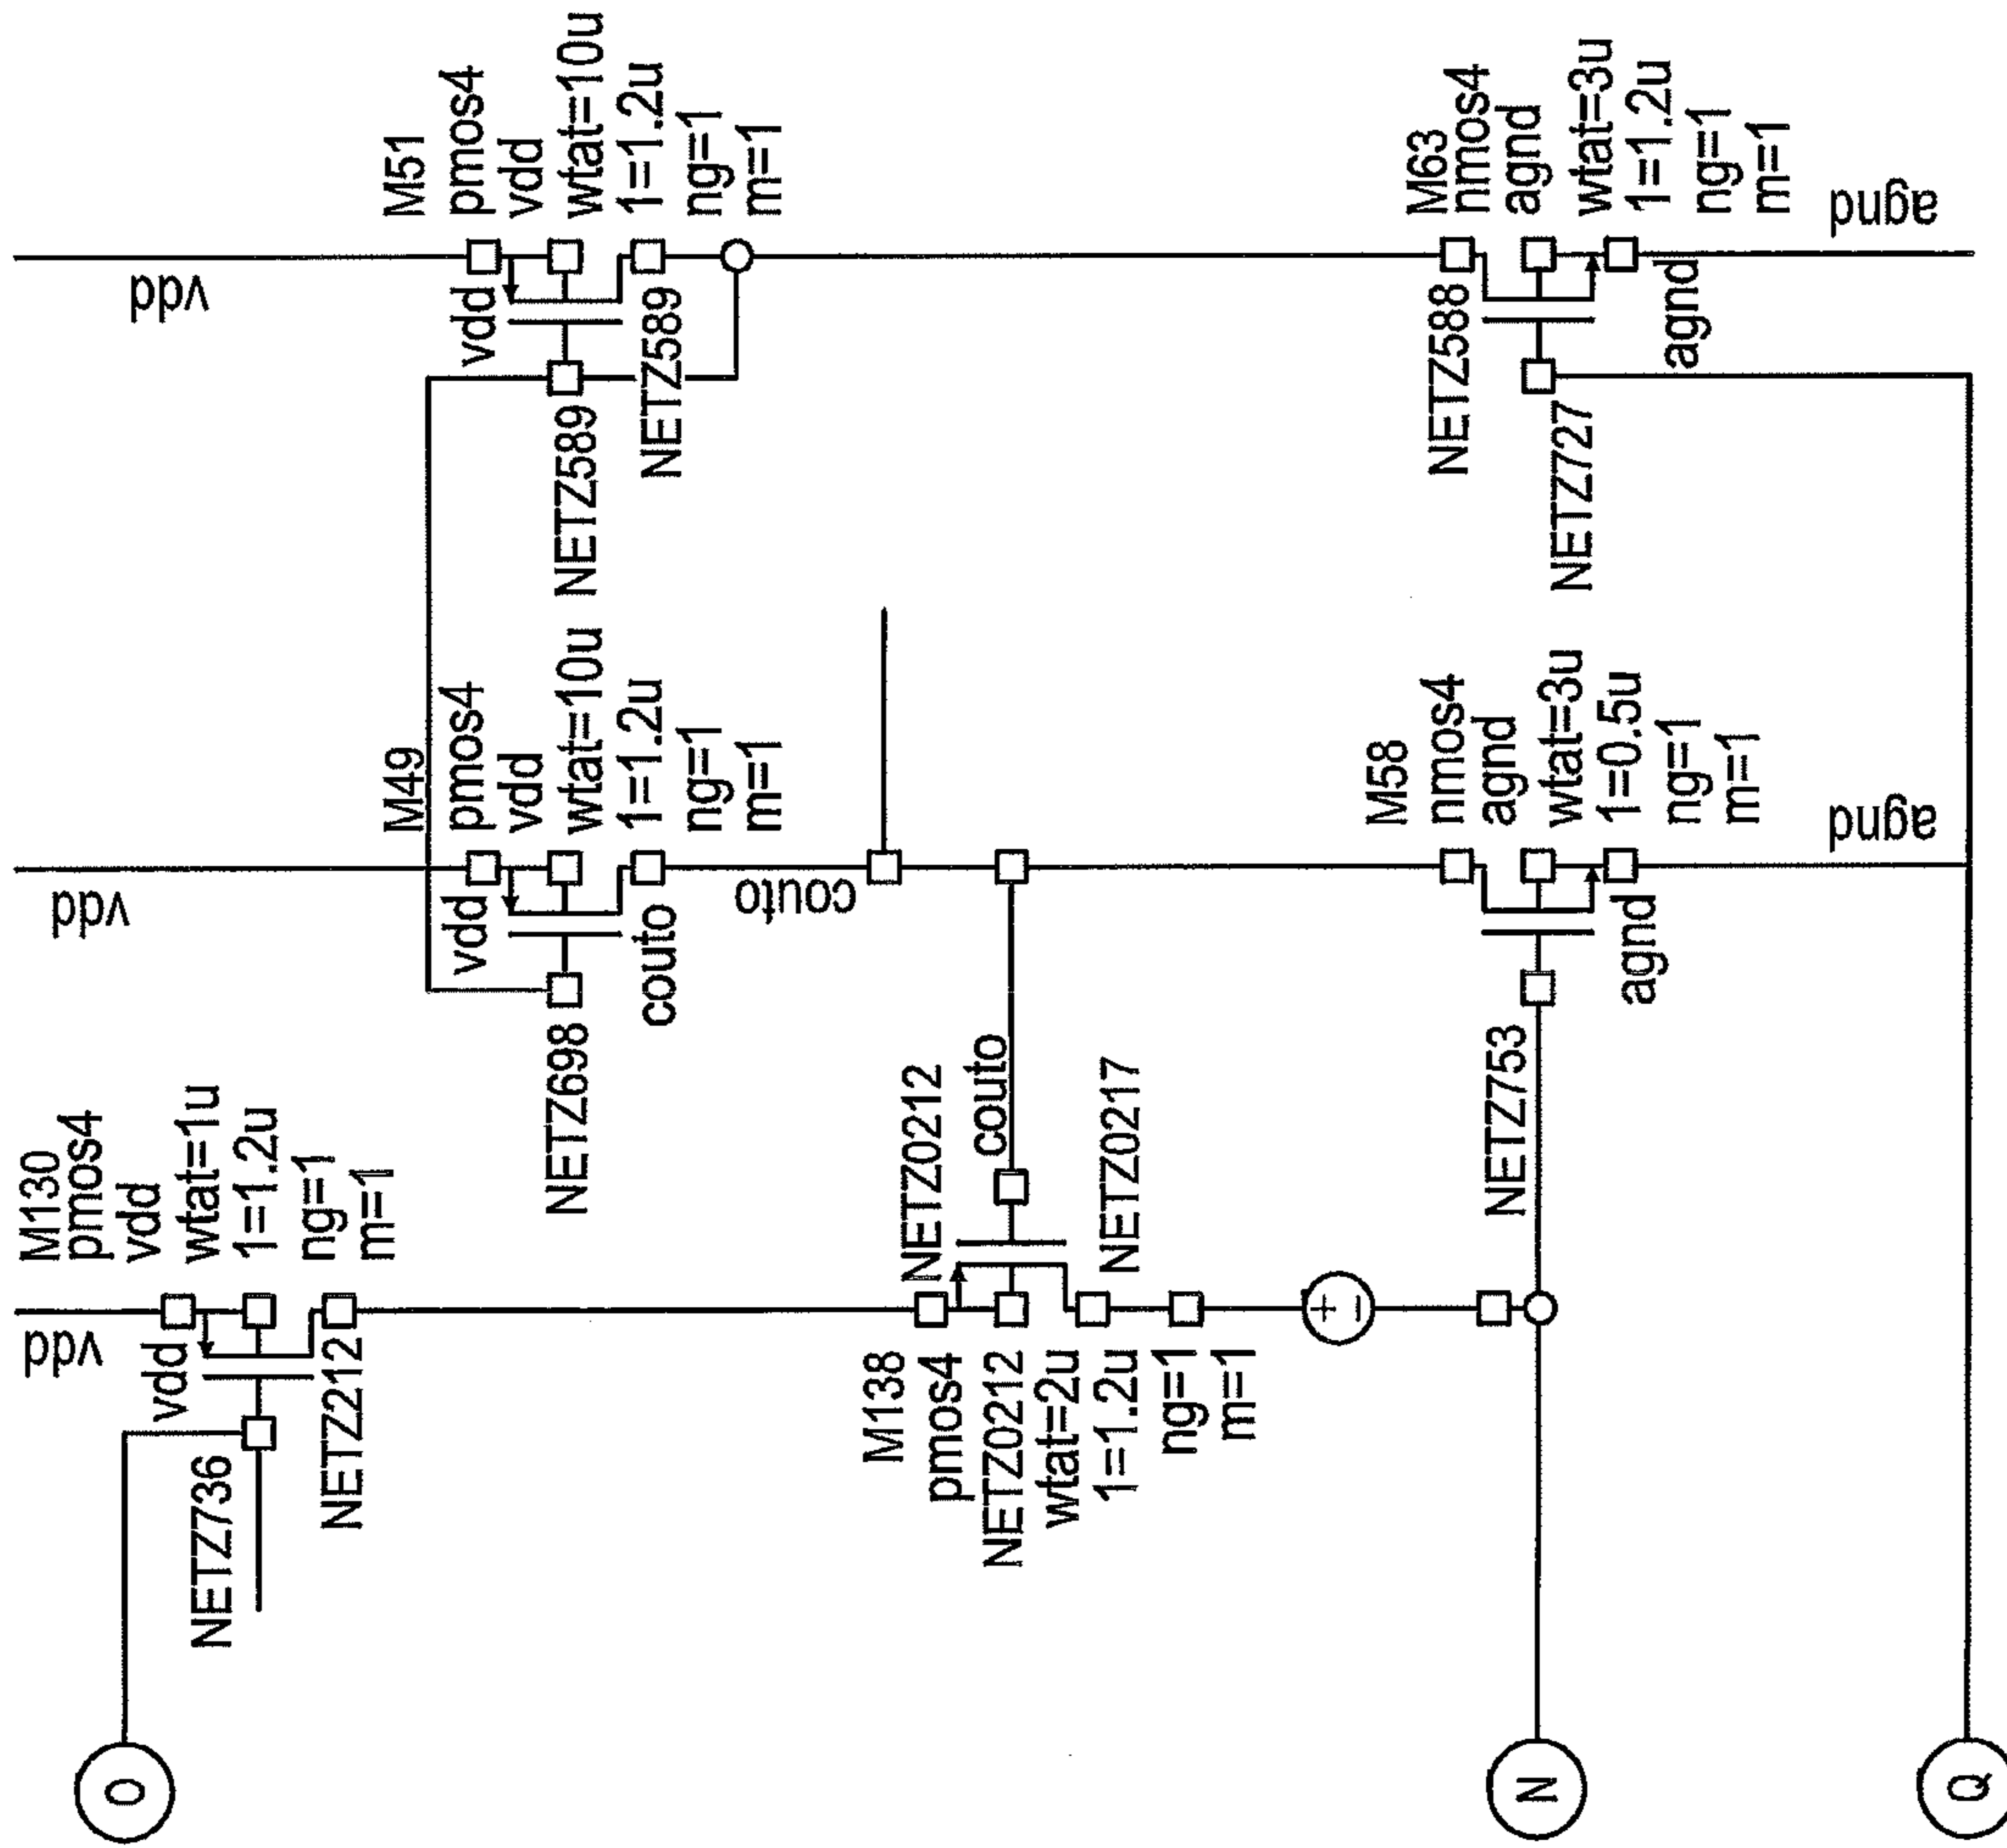 vdd
M130
pmos4
vdd
wtat=1u
1=1.2u
ng=1
m=1
vdd
NETZ736
NETZ212
O
vdd
M49
pmos4
vdd
wtat=10u
1=1.2u
ng=1
m=1
vdd
NETZ698
couto
couto
vdd
M51
pmos4
vdd
wtat=10u
1=1.2u
ng=1
m=1
vdd
NETZ589
NETZ589
M138
pmos4
NETZ0212
wtat=2u
1=1.2u
ng=1
m=1
NETZ0212
couto
NETZ0217
+
−
M58
nmos4
agnd
wtat=3u
1=0.5u
ng=1
m=1
NETZ753
agnd
agnd
M63
nmos4
agnd
wtat=3u
1=1.2u
ng=1
m=1
NETZ588
NETZ727
agnd
agnd
N
Q